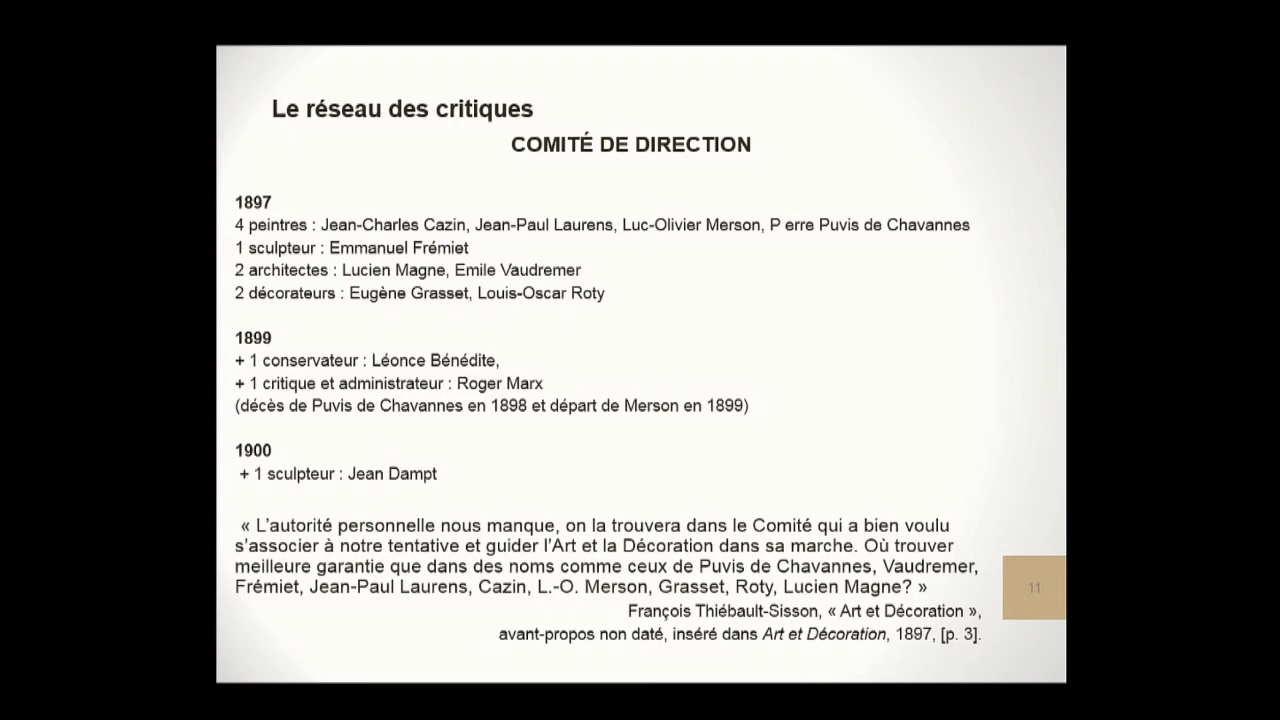 Le réseau des critiques
COMITÉ DE DIRECTION
1897
4 peintres : Jean-Charles Cazin, Jean-Paul Laurens, Luc-Olivier Merson, P erre Puvis de Chavannes
1 sculpteur : Emmanuel Frémiet
2 architectes : Lucien Magne, Emile Vaudremer
2 décorateurs : Eugène Grasset, Louis-Oscar Roty
1899
+ 1 conservateur : Léonce Bénédite,
+ 1 critique et administrateur : Roger Marx
(décès de Puvis de Chavannes en 1898 et départ de Merson en 1899)
1900
+ 1 sculpteur : Jean Dampt
« L'autorité personnelle nous manque, on la trouvera dans le Comité qui a bien voulu
s'associer à notre tentative et guider l'Art et la Décoration dans sa marche. Où trouver
meilleure garantie que dans des noms comme ceux de Puvis de Chavannes, Vaudremer,
Frémiet, Jean-Paul Laurens, Cazin, L.-O. Merson, Grasset, Roty, Lucien Magne? »
François Thiébault-Sisson, « Art et Décoration »,
avant-propos non daté, inséré dans Art et Décoration, 1897, [p. 3].
11